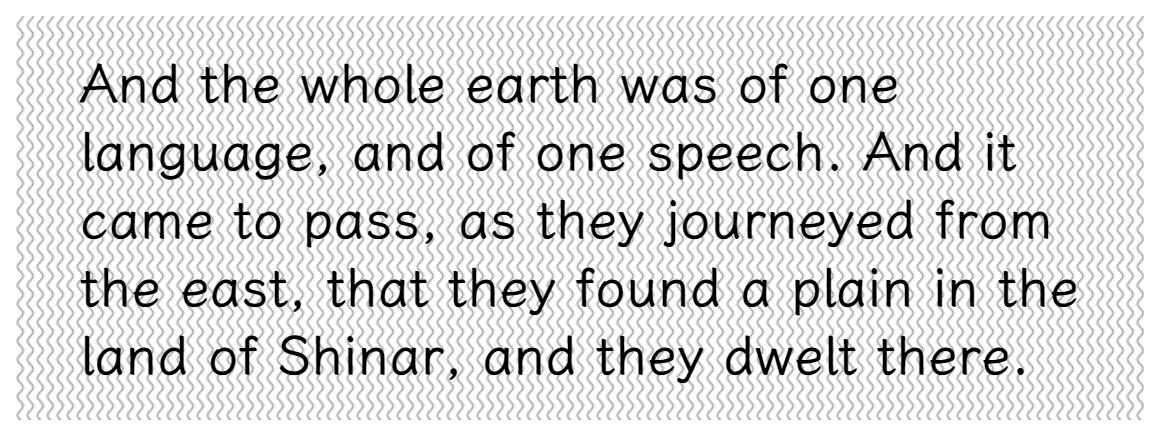 And the whole earth was of one
language, and of one speech. And it
came to pass, as they journeyed from
the east, that they found a plain in the
land of Shinar, and they dwelt there.